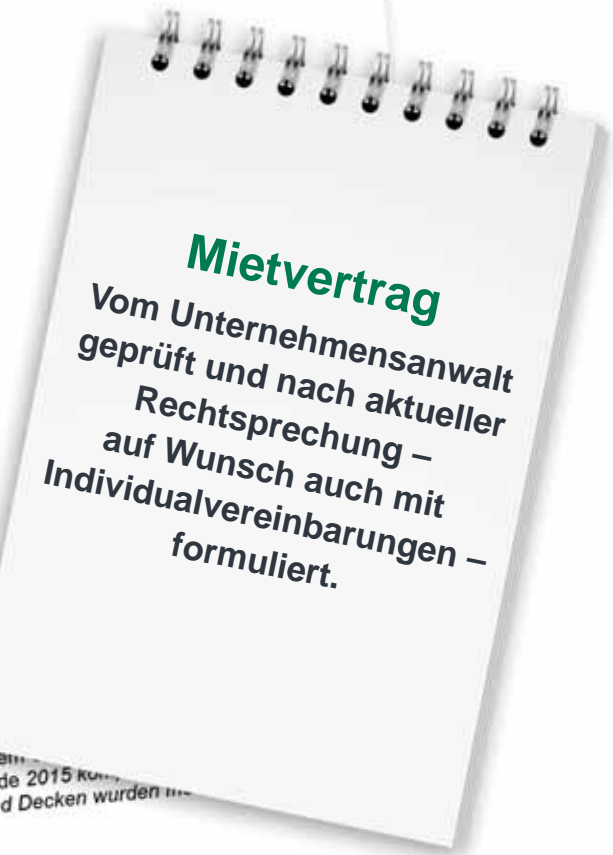 Mietvertrag
Vom Unternehmensanwalt
geprüft und nach aktueller
Rechtsprechung –
auf Wunsch auch mit
Individualvereinbarungen –
formuliert.
de 2015
d Decken wurden